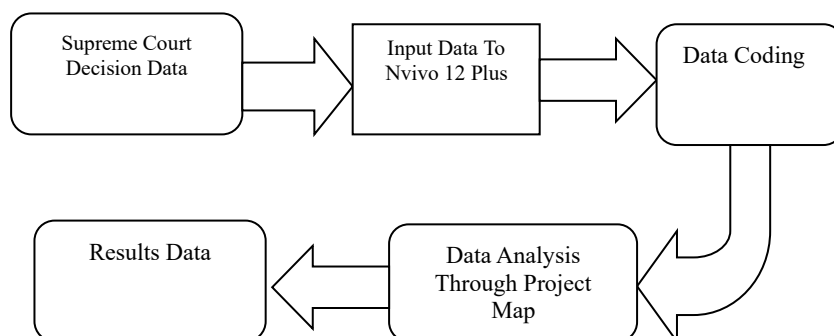 Supreme Court
Decision Data
Input Data To
Nvivo 12 Plus
Data Coding
Data Analysis
Through Project
Map
Results Data